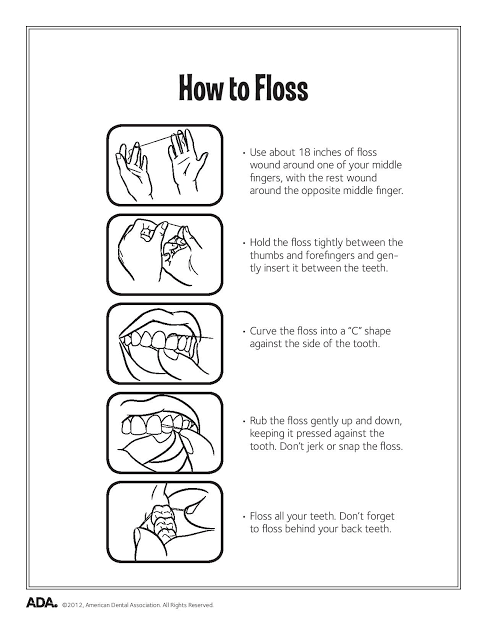 How to Floss
• Use about 18 inches of floss
wound around one of your middle
fingers, with the rest wound
around the opposite middle finger.
• Hold the floss tightly between the
thumbs and forefingers and gen-
tly insert it between the teeth.
• Curve the floss into a “C” shape
against the side of the tooth.
• Rub the floss gently up and down,
keeping it pressed against the
tooth. Don’t jerk or snap the floss.
• Floss all your teeth. Don’t forget
to floss behind your back teeth.
ADA. ©2012, American Dental Association. All Rights Reserved.